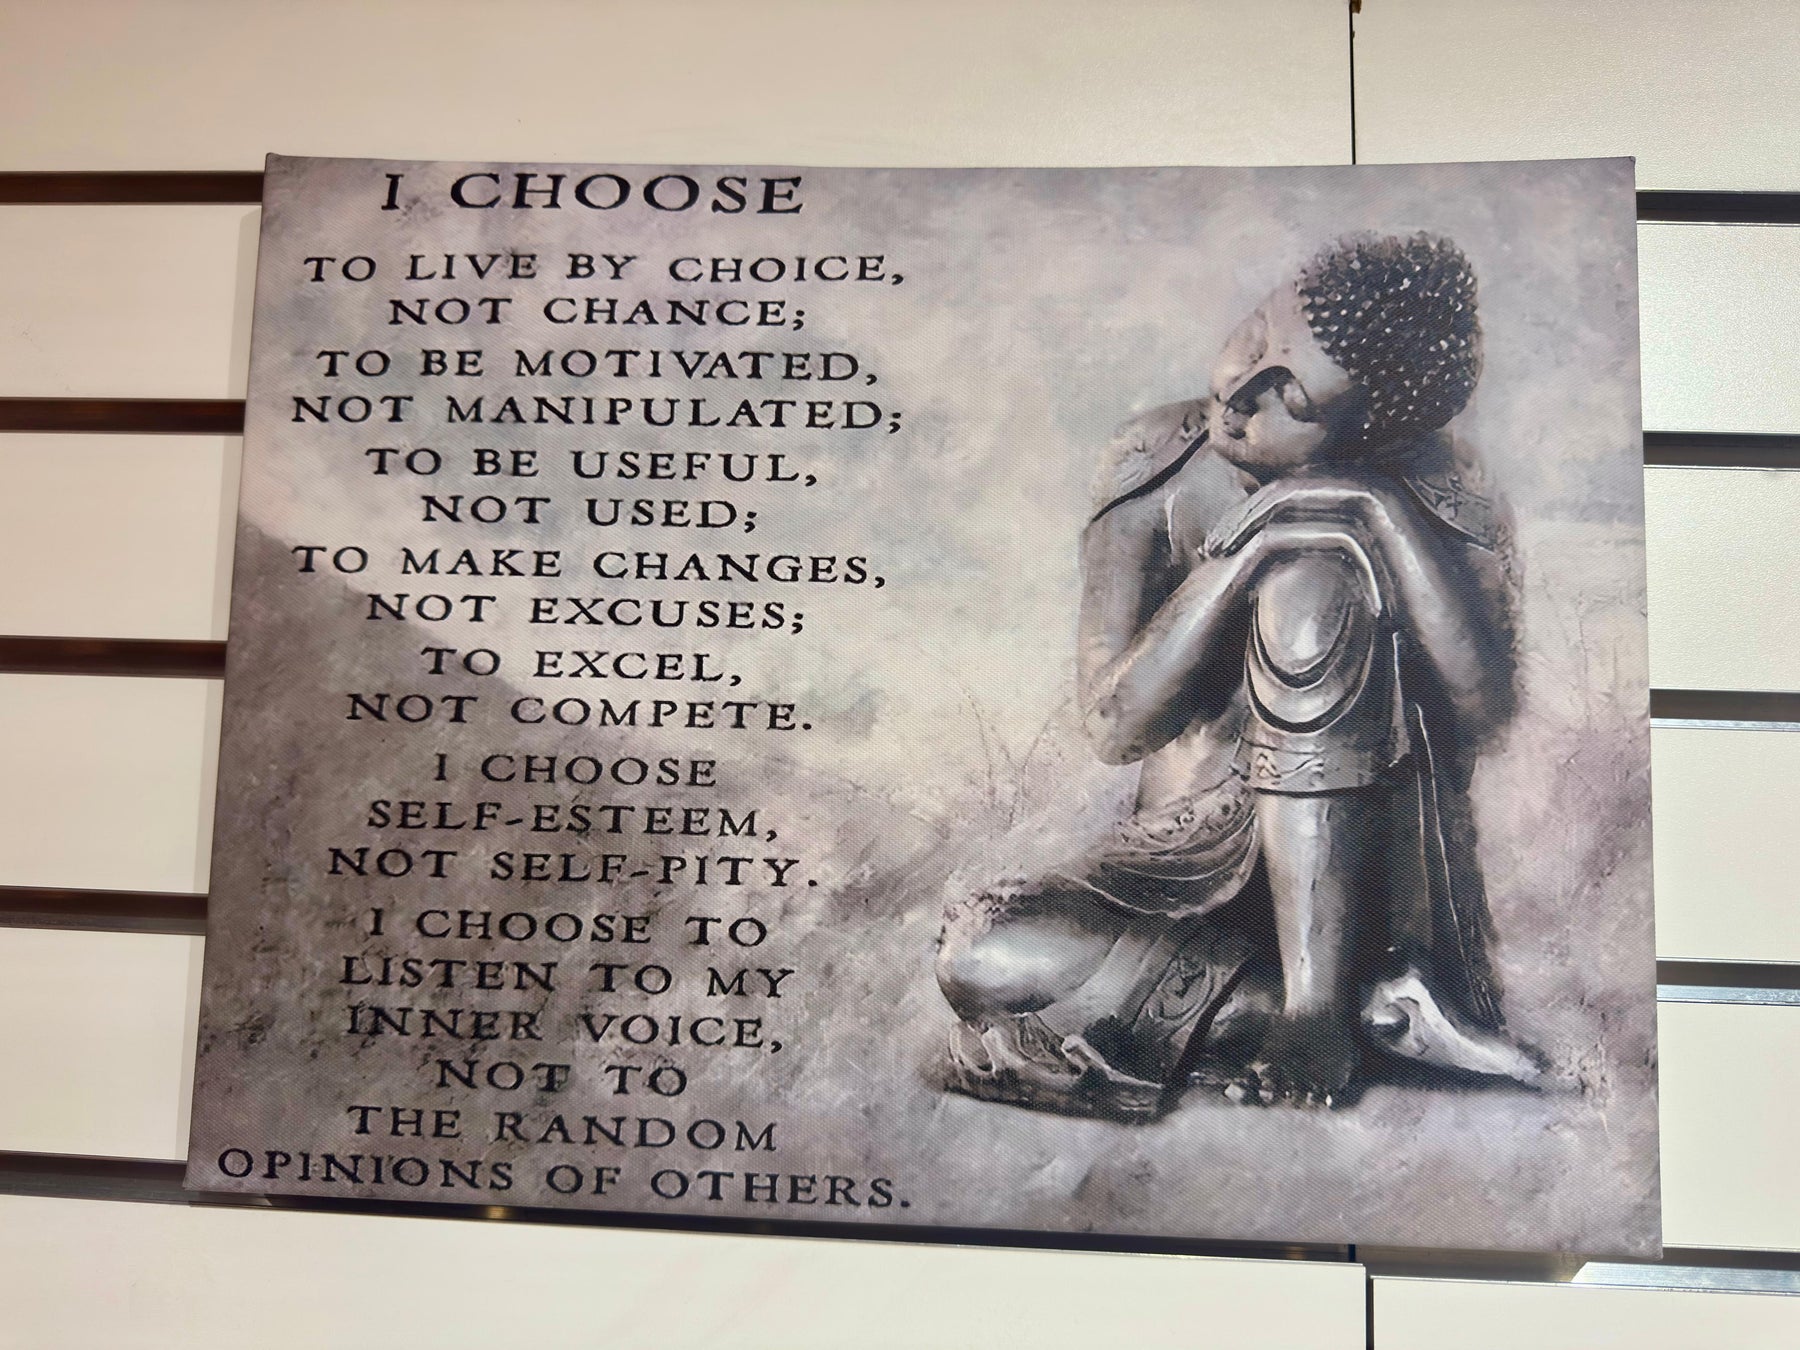 I CHOOSE
TO LIVE BY CHOICE,
NOT CHANCE;
TO BE MOTIVATED,
NOT MANIPULATED;
TO BE USEFUL,
NOT USED;
TO MAKE CHANGES,
NOT EXCUSES;
TO EXCEL,
NOT COMPETE.
I CHOOSE
SELF-ESTEEM,
NOT SELF-PITY.
I CHOOSE TO
LISTEN TO MY
INNER VOICE,
NOT TO
THE RANDOM
OPINIONS OF OTHERS.